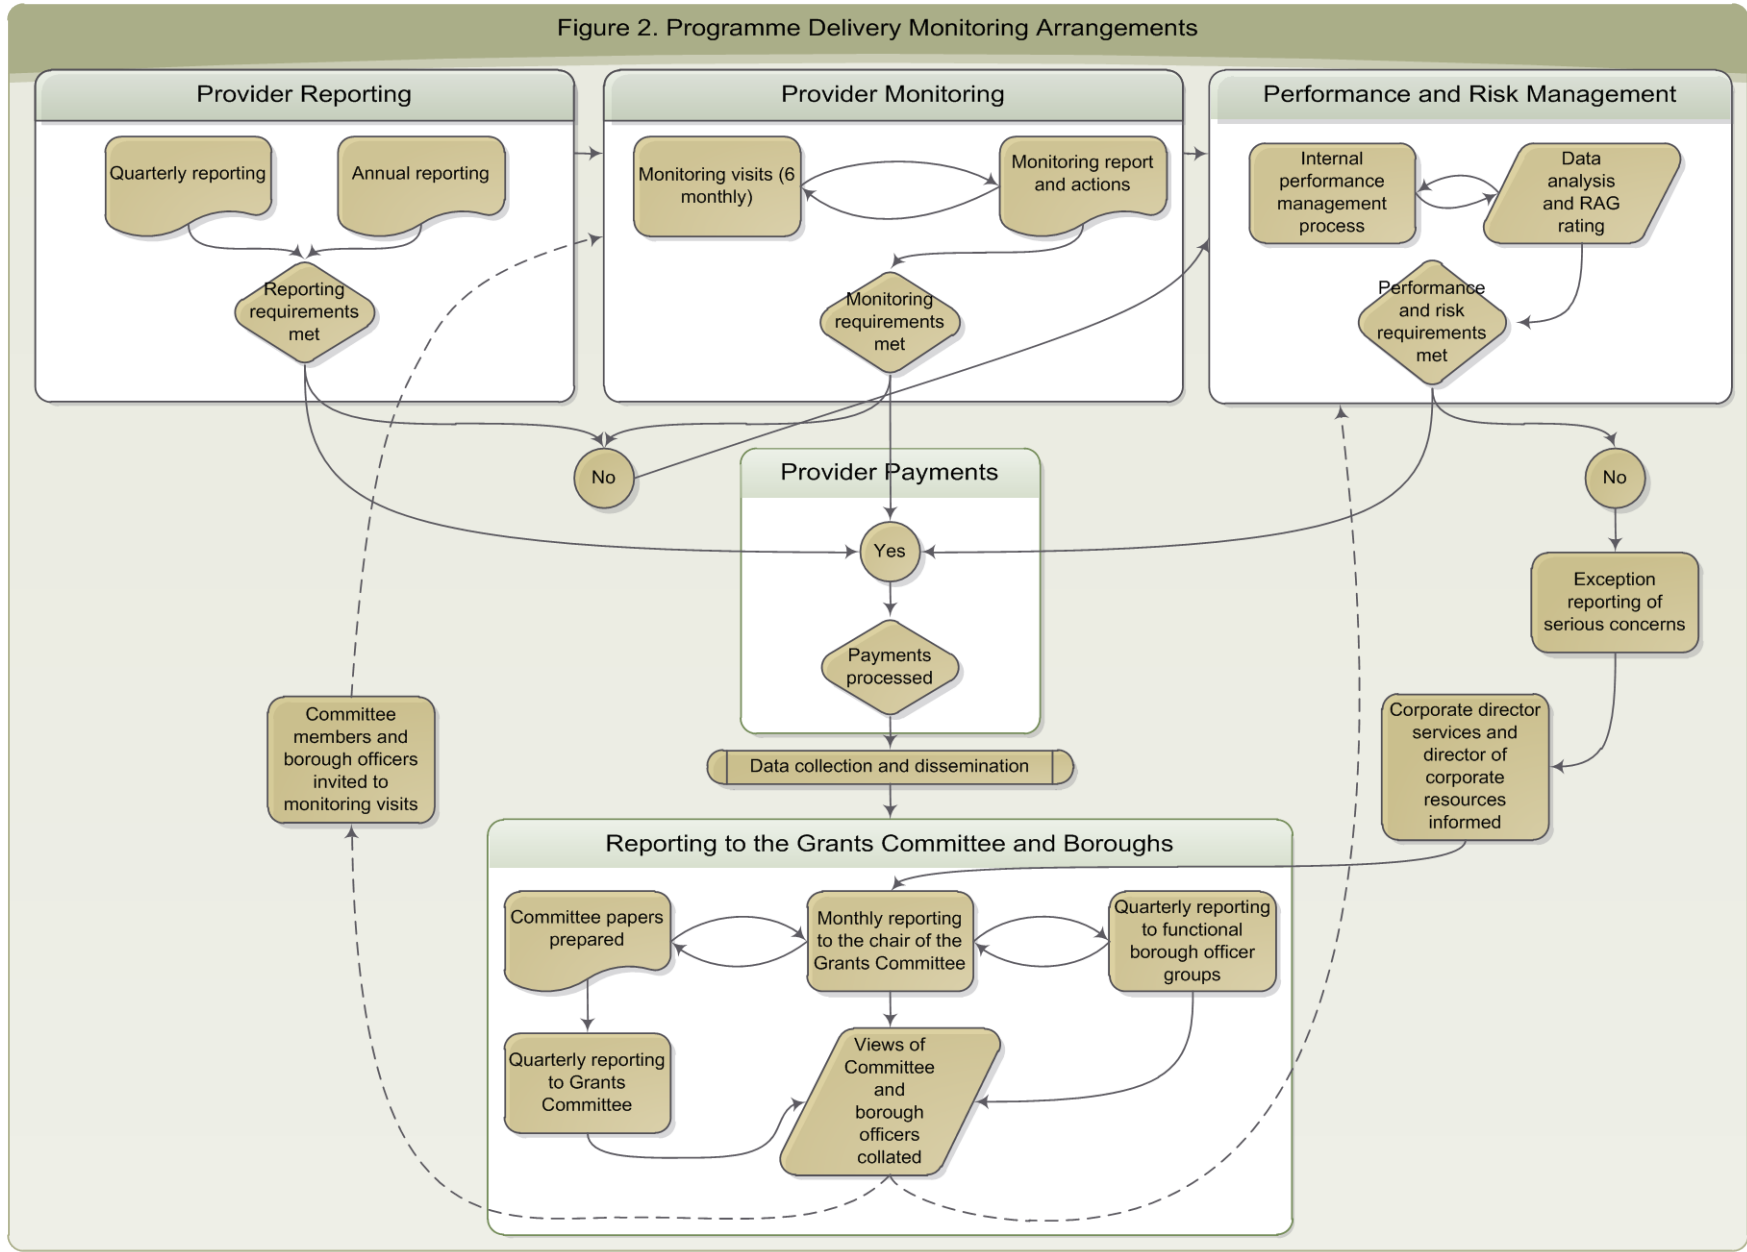 Figure 2. Programme Delivery Monitoring Arrangements
Provider Reporting
Quarterly reporting
Annual reporting
Reporting
requirements
met
Provider Monitoring
Monitoring visits (6
monthly)
Monitoring report
and actions
Monitoring
requirements
met
Performance and Risk Management
Internal
performance
management
process
Data
analysis
and RAG
rating
Performance
and risk
requirements
met
No
Provider Payments
Yes
Payments
processed
No
Exception
reporting of
serious concerns
Corporate director
services and
director of
corporate
resources
informed
Committee
members and
borough officers
invited to
monitoring visits
Data collection and dissemination
Reporting to the Grants Committee and Boroughs
Committee papers
prepared
Monthly reporting
to the chair of the
Grants Committee
Quarterly reporting
to functional
borough officer
groups
Quarterly reporting
to Grants
Committee
Views of
Committee
and
borough
officers
collated